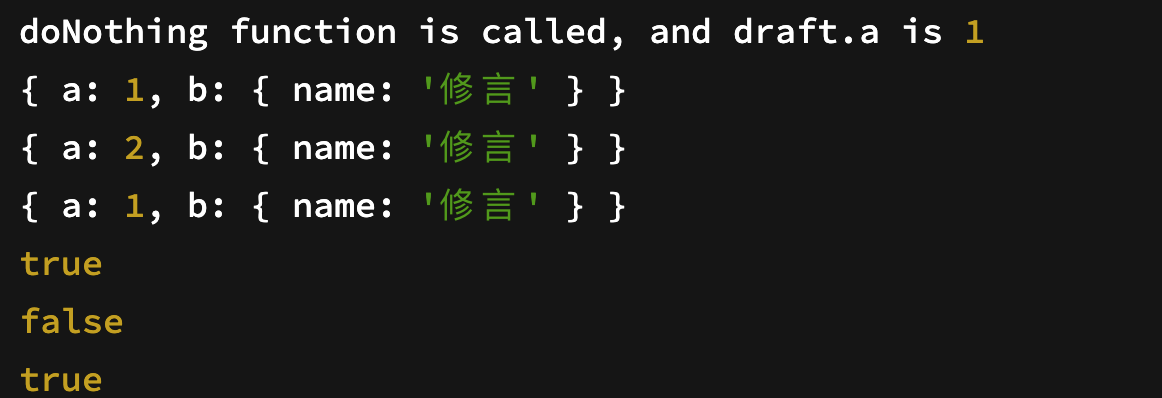 doNothing function is called, and draft.a is 1
{ a: 1, b: { name: '修言' } }
{ a: 2, b: { name: '修言' } }
{ a: 1, b: { name: '修言' } }
true
false
true